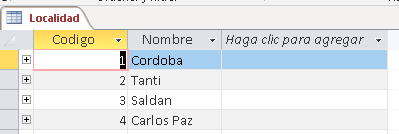 Localidad
Codigo Nombre Haga clic para agregar
1 Cordoba
2 Tanti
3 Saldan
4 Carlos Paz